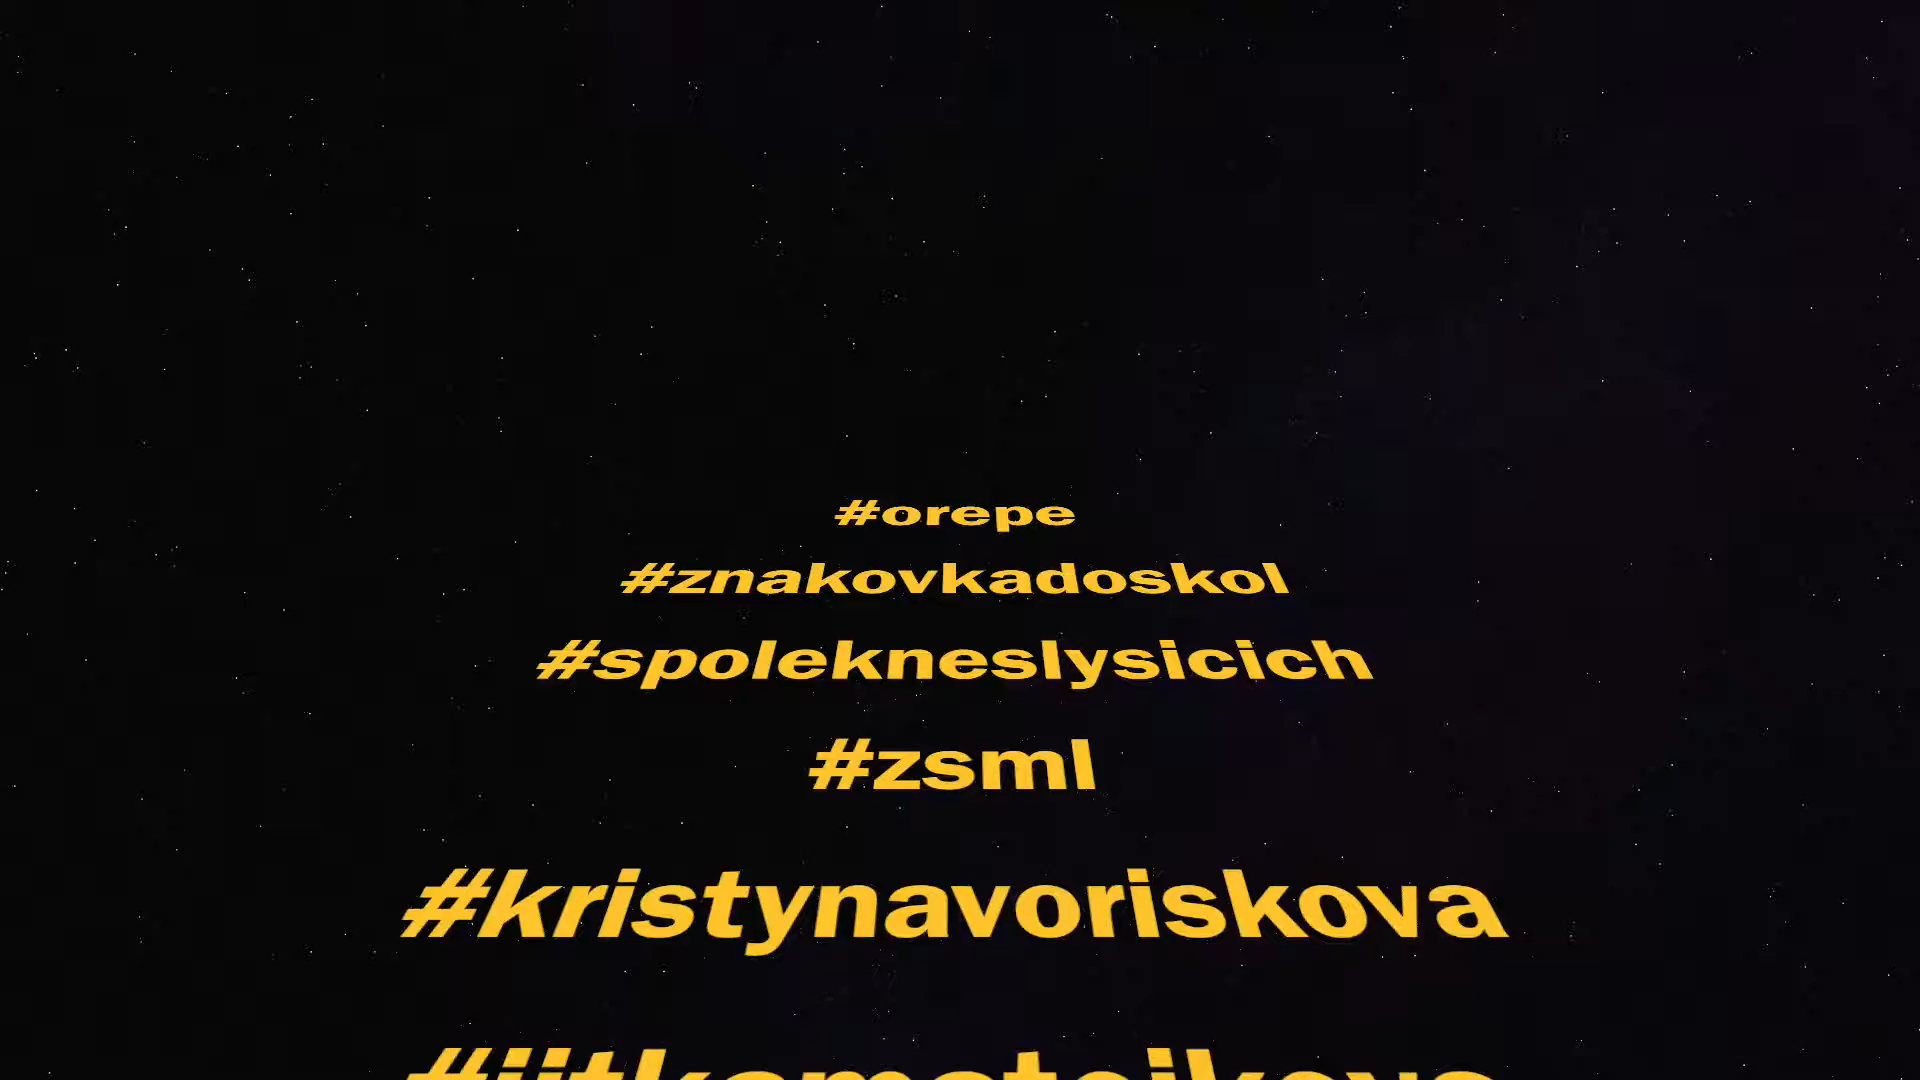 #orepe
#znakovkadoskol
#spolekneslysicich
#zsml
#kristynavoriskova